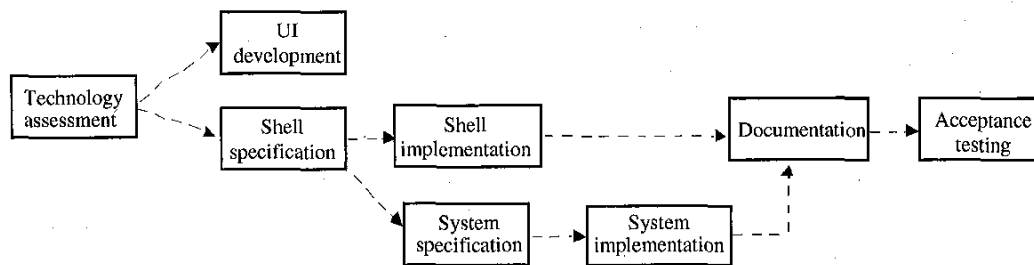 UI
development
Technology
assessment
Shell
specification
Shell
implementation
Documentation
Acceptance
testing
System
specification
System
implementation